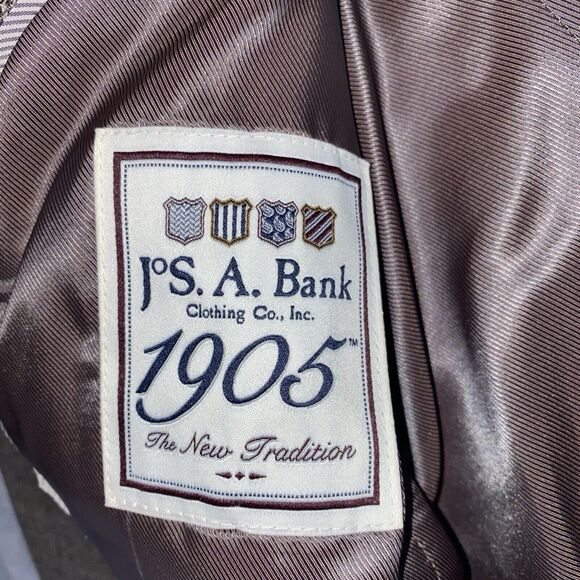 JoS. A. Bank
Clothing Co., Inc.
1905™
The New Tradition